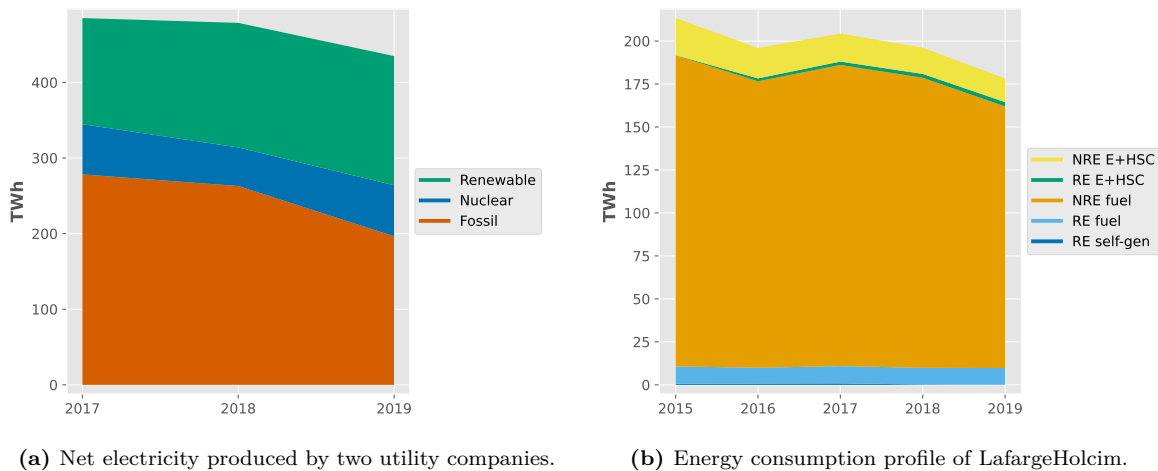 TWh
400
300
200
100
0
2017
2018
2019
Renewable
Nuclear
Fossil
(a) Net electricity produced by two utility companies.
TWh
200
175
150
125
100
75
50
25
0
2015
2016
2017
2018
2019
NRE E+HSC
RE E+HSC
NRE fuel
RE fuel
RE self-gen
(b) Energy consumption profile of LafargeHolcim.